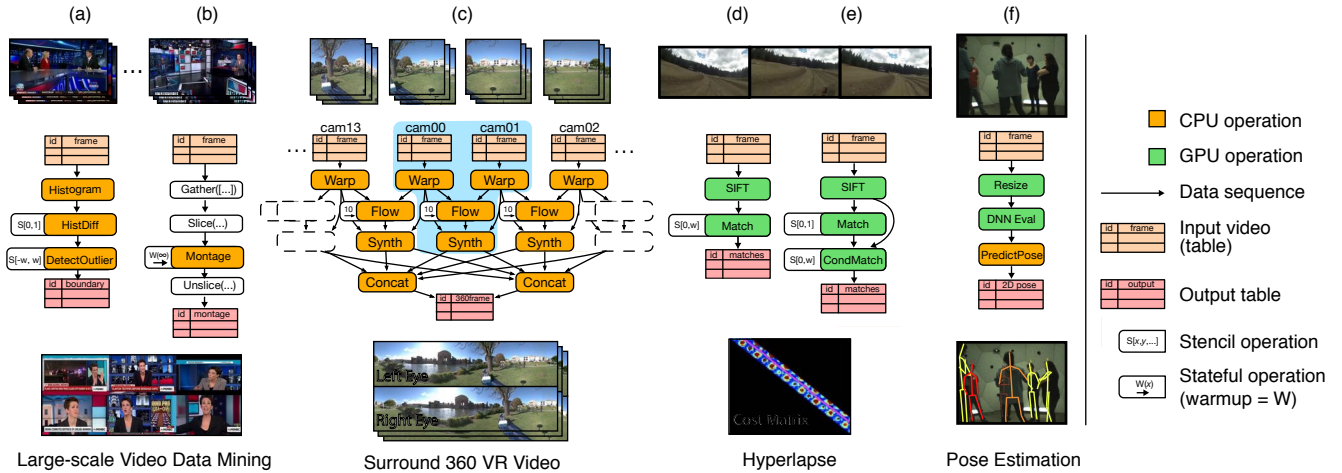 (a)
(b)
(c)
(d)
(e)
(f)
...
cam13
cam00
cam01
cam02
...
...
id frame
id frame
id frame
id frame
id frame
id frame
id frame
id frame
id frame
Histogram
S[0,1]
HistDiff
S[-w, w]
DetectOutlier
id boundary
Gather([...])
Slice(...)
W(∞)
Montage
Unslice(...)
id montage
Warp
Warp
Warp
Warp
10
Flow
10
Flow
10
Flow
Synth
Synth
Synth
Concat
Concat
id 360frame
SIFT
S[0,w]
Match
id matches
SIFT
S[0,1]
Match
S[0,w]
CondMatch
id matches
Resize
DNN Eval
PredictPose
id 2D pose
Left Eye
Right Eye
Cost Matrix
Large-scale Video Data Mining
Surround 360 VR Video
Hyperlapse
Pose Estimation
CPU operation
GPU operation
Data sequence
id frame
Input video
(table)
id output
Output table
S[x,y,...]
Stencil operation
W(x)
Stateful operation
(warmup = W)